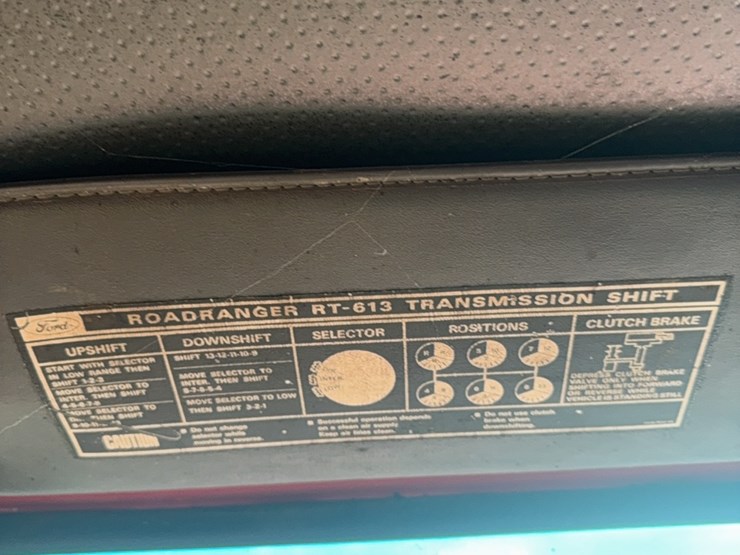 Ford
ROADRANGER RT-613 TRANSMISSION SHIFT
UPSHIFT
START WITH SELECTOR
IN LOW RANGE THEN
SHIFT 1-2-3
MOVE SELECTOR TO
INTER. THEN SHIFT
MOVE SELECTOR TO
THEN SHIFT
DOWNSHIFT
SHIFT 13-12-11-10-9
MOVE SELECTOR TO
INTER. THEN SHIFT
8-7-6-5-4
MOVE SELECTOR TO LOW
THEN SHIFT 3-2-1
SELECTOR
INTER
POSITIONS
R
CLUTCH BRAKE
DEPRESS CLUTCH BRAKE
VALVE ONLY WHEN
SHIFTING INTO FORWARD
OR REVERSE WHILE
VEHICLE IS STANDING STILL
CAUTION
Do not change
selector while
moving in reverse.
Successful operation depends
on a clean air supply.
Do not use clutch
brake when
downshifting.